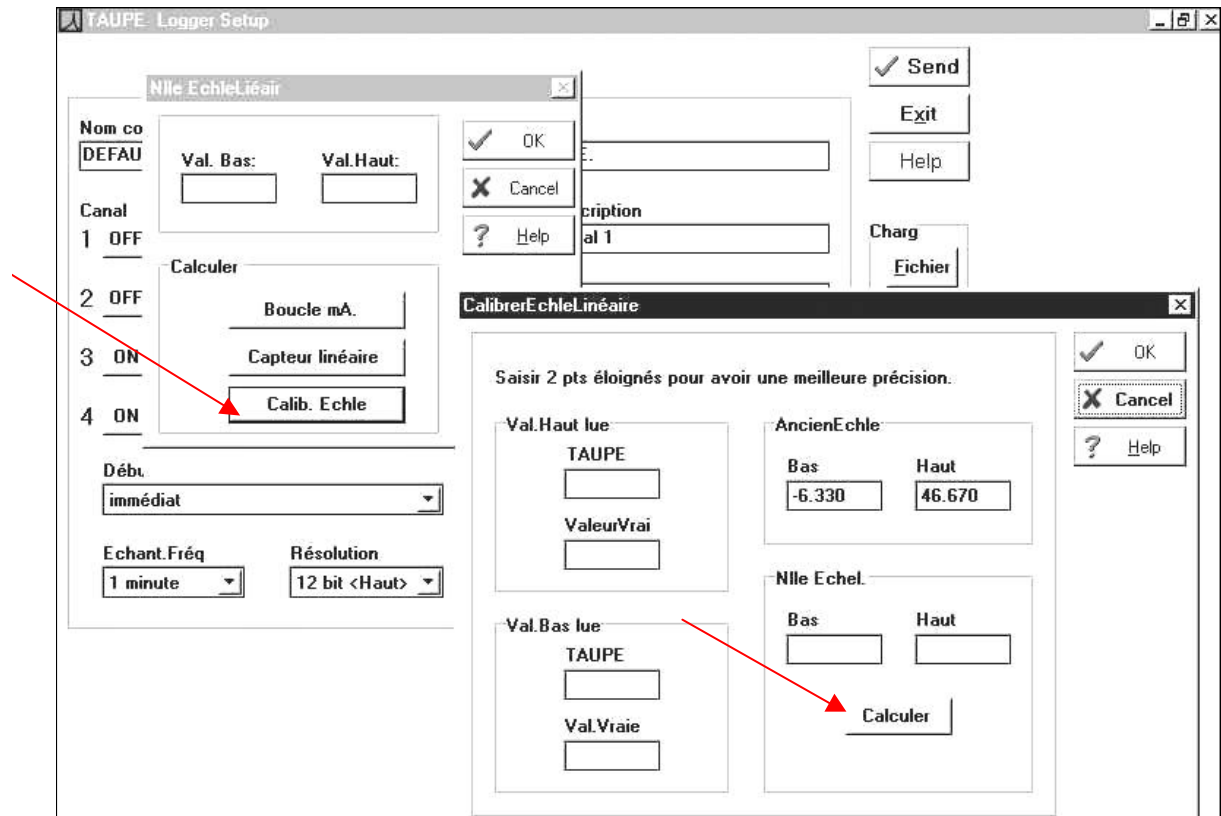 TAUPE- Logger Setup
Send
Exit
Help
Nom co
DEFAU
Canal
1 OFF
2 OFF
3 ON
4 ON
cription
al 1
Charg
Fichier
Nlle EchleLiéair
Val. Bas:
Val.Haut:
OK
Cancel
Help
Calculer
Boucle mA.
Capteur linéaire
Calib. Echle
Débu
immédiat
Echant.Fréq
Résolution
1 minute
12 bit <Haut>
CalibrerEchleLinéaire
Saisir 2 pts éloignés pour avoir une meilleure précision.
OK
Cancel
Help
Val.Haut lue
TAUPE
ValeurVrai
AncienEchle
Bas
Haut
-6.330
46.670
Val.Bas lue
TAUPE
Val.Vraie
Nlle Echel.
Bas
Haut
Calculer